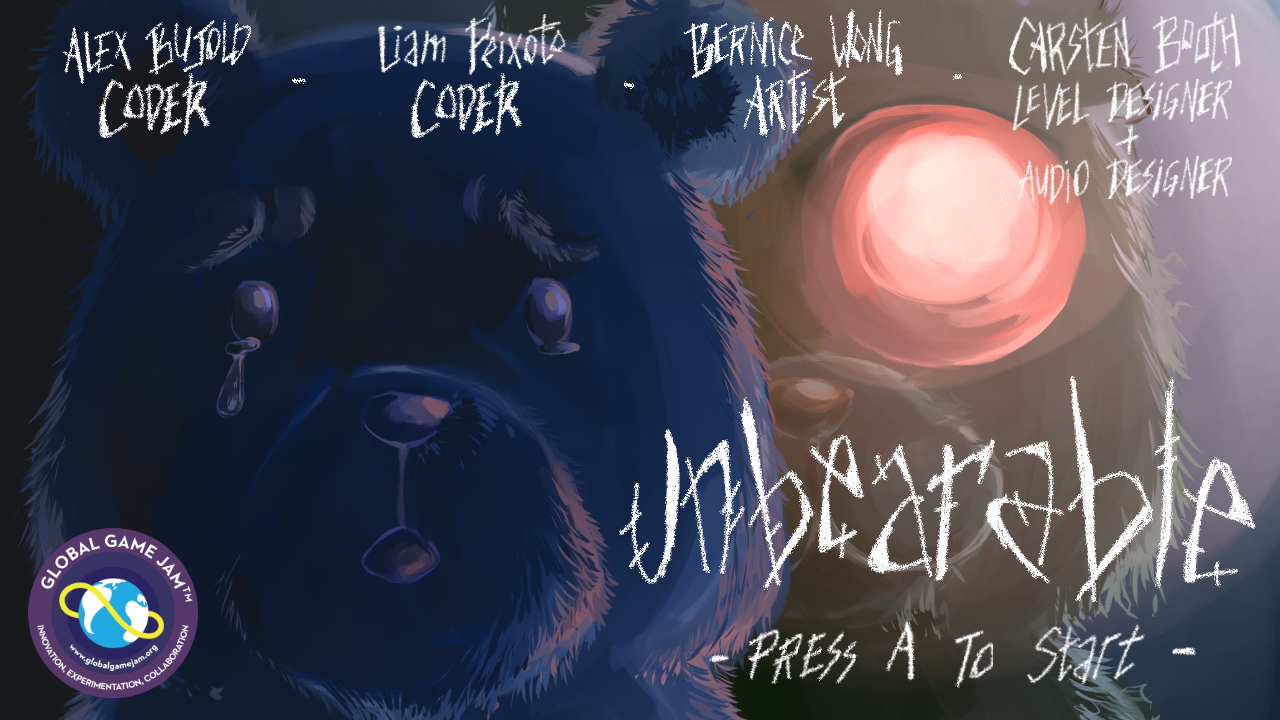 ALEX BUJOLD
CODER
-
Liam Peixoto
CODER
-
BERNICE WONG
ARTiST
-
CARSTEN BOOTH
LEVEL DESIGNER
+
AUDIO DESIGNER
unbearable
- PRESS A To Start -
GLOBAL GAME JAM™
www.globalgamejam.org
INNOVATION, EXPERIMENTATION, COLLABORATION